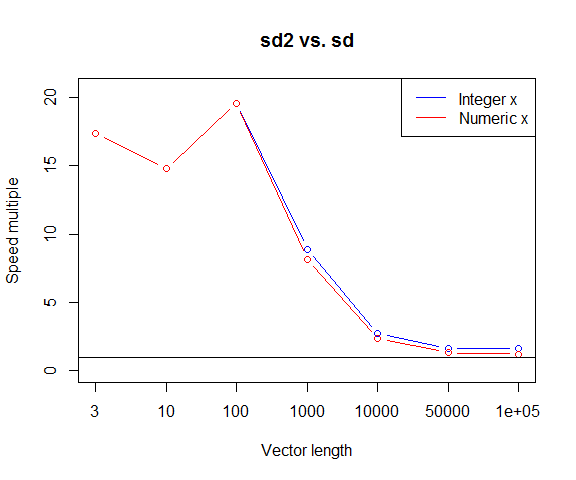 sd2 vs. sd
Integer x
Numeric x
Speed multiple
20
15
10
5
0
3 10 100 1000 10000 50000 1e+05
Vector length